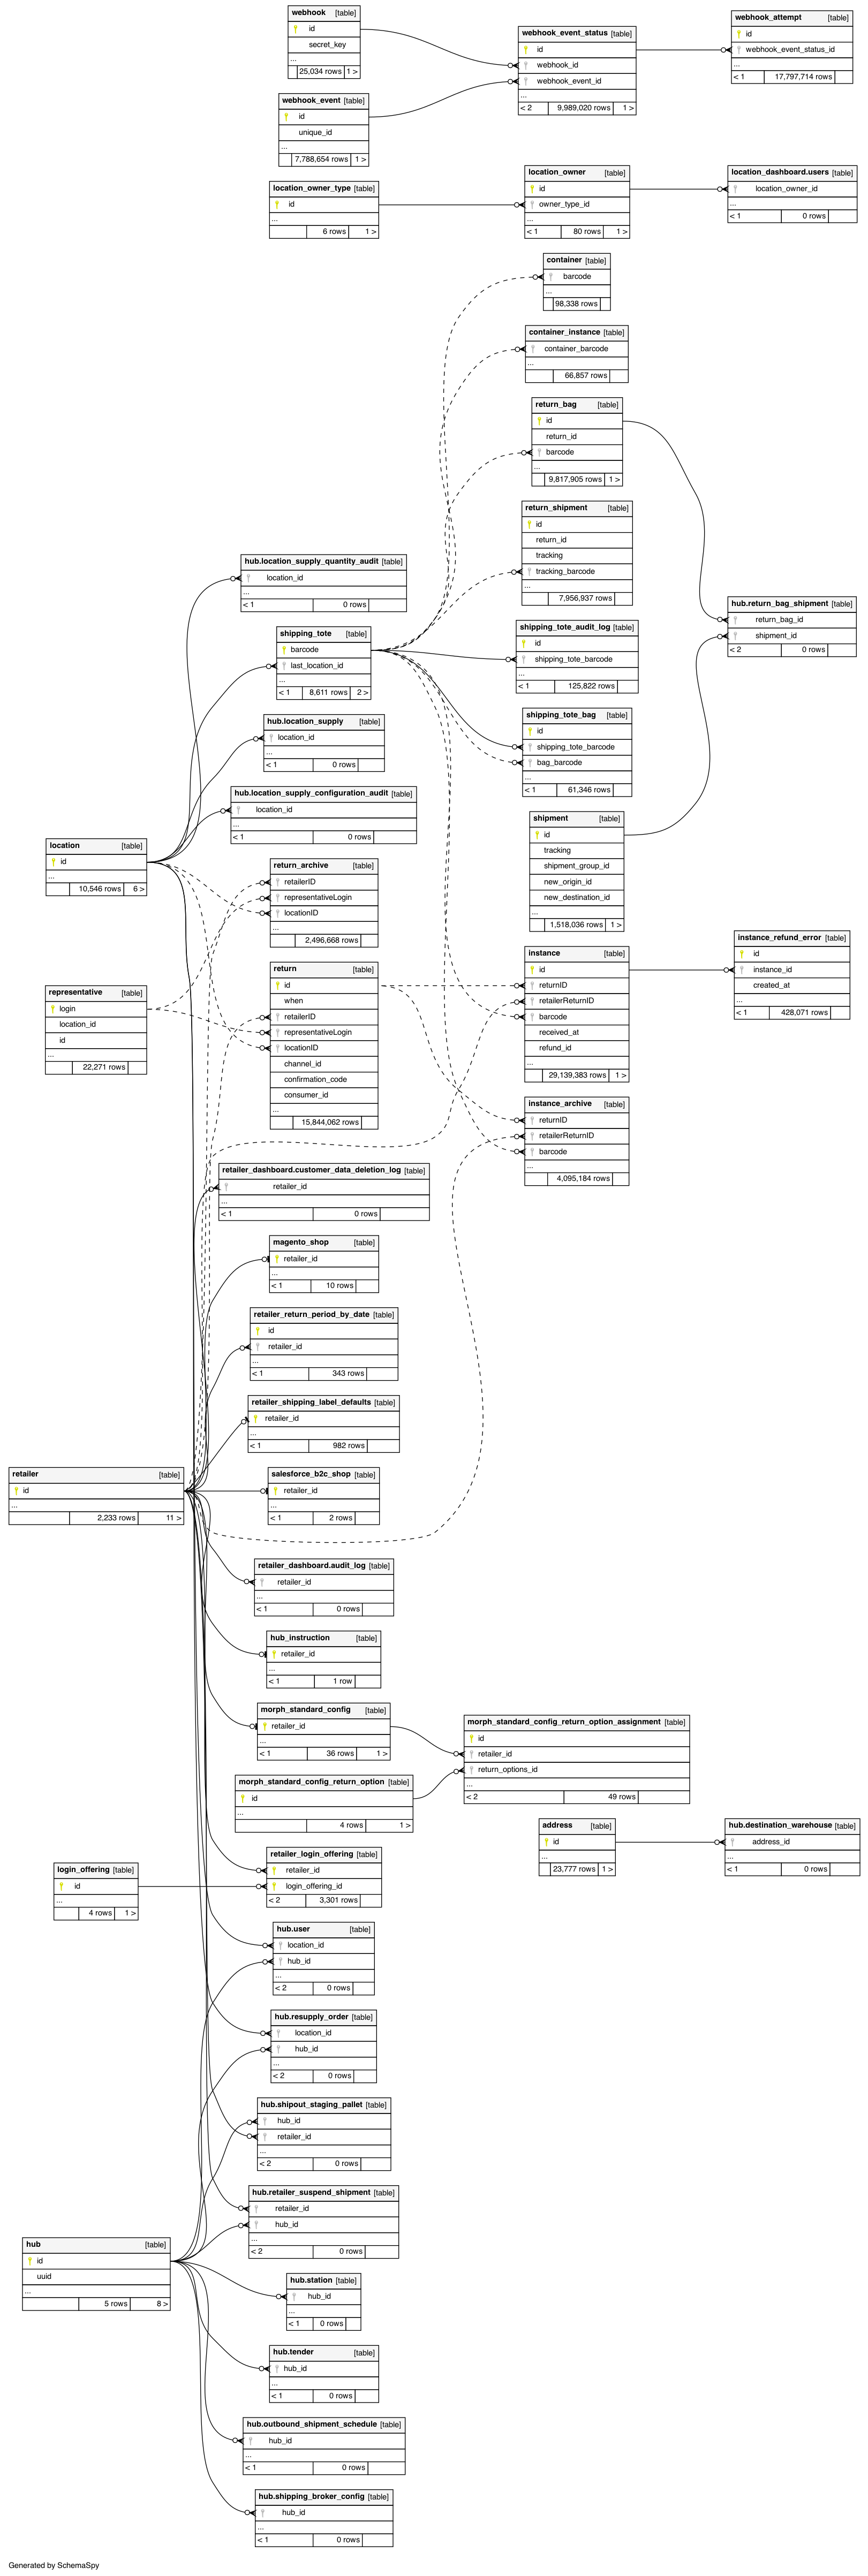 webhook [table]
id
secret_key
...
25,034 rows 1 >
webhook_event_status [table]
id
webhook_id
webhook_event_id
...
< 2 9,989,020 rows 1 >
webhook_attempt [table]
id
webhook_event_status_id
...
< 1 17,797,714 rows
webhook_event [table]
id
unique_id
...
7,788,654 rows 1 >
location_owner_type [table]
id
...
6 rows 1 >
location_owner [table]
id
owner_type_id
...
< 1 80 rows 1 >
location_dashboard.users [table]
location_owner_id
...
< 1 0 rows
container [table]
barcode
...
98,338 rows
container_instance [table]
container_barcode
...
66,857 rows
return_bag [table]
id
return_id
barcode
...
9,817,905 rows 1 >
return_shipment [table]
id
return_id
tracking
tracking_barcode
...
7,956,937 rows
hub.location_supply_quantity_audit [table]
location_id
...
< 1 0 rows
hub.return_bag_shipment [table]
return_bag_id
shipment_id
...
< 2 0 rows
shipping_tote [table]
barcode
last_location_id
...
< 1 8,611 rows 2 >
shipping_tote_audit_log [table]
id
shipping_tote_barcode
...
< 1 125,822 rows
hub.location_supply [table]
location_id
...
< 1 0 rows
shipping_tote_bag [table]
id
shipping_tote_barcode
bag_barcode
...
< 1 61,346 rows
hub.location_supply_configuration_audit [table]
location_id
...
< 1 0 rows
shipment [table]
id
tracking
shipment_group_id
new_origin_id
new_destination_id
...
1,518,036 rows 1 >
location [table]
id
...
10,546 rows 6 >
return_archive [table]
retailerID
representativeLogin
locationID
...
2,496,668 rows
instance_refund_error [table]
id
instance_id
created_at
...
< 1 428,071 rows
instance [table]
id
returnID
retailerReturnID
barcode
received_at
refund_id
...
29,139,383 rows 1 >
return [table]
id
when
retailerID
representativeLogin
locationID
channel_id
confirmation_code
consumer_id
...
15,844,062 rows
representative [table]
login
location_id
id
...
22,271 rows
instance_archive [table]
returnID
retailerReturnID
barcode
...
4,095,184 rows
retailer_dashboard.customer_data_deletion_log [table]
retailer_id
...
< 1 0 rows
magento_shop [table]
retailer_id
...
< 1 10 rows
retailer_return_period_by_date [table]
id
retailer_id
...
< 1 343 rows
retailer_shipping_label_defaults [table]
retailer_id
...
< 1 982 rows
retailer [table]
id
...
2,233 rows 11 >
salesforce_b2c_shop [table]
retailer_id
...
< 1 2 rows
retailer_dashboard.audit_log [table]
retailer_id
...
< 1 0 rows
hub_instruction [table]
retailer_id
...
< 1 1 row
morph_standard_config [table]
retailer_id
...
< 1 36 rows 1 >
morph_standard_config_return_option_assignment [table]
id
retailer_id
return_options_id
...
< 2 49 rows
morph_standard_config_return_option [table]
id
...
4 rows 1 >
address [table]
id
...
23,777 rows 1 >
hub.destination_warehouse [table]
address_id
...
< 1 0 rows
login_offering [table]
id
...
4 rows 1 >
retailer_login_offering [table]
retailer_id
login_offering_id
...
< 2 3,301 rows
hub.user [table]
location_id
hub_id
...
< 2 0 rows
hub.resupply_order [table]
location_id
hub_id
...
< 2 0 rows
hub.shipout_staging_pallet [table]
hub_id
retailer_id
...
< 2 0 rows
hub.retailer_suspend_shipment [table]
retailer_id
hub_id
...
< 2 0 rows
hub [table]
id
uuid
...
5 rows 8 >
hub.station [table]
hub_id
...
< 1 0 rows
hub.tender [table]
hub_id
...
< 1 0 rows
hub.outbound_shipment_schedule [table]
hub_id
...
< 1 0 rows
hub.shipping_broker_config [table]
hub_id
...
< 1 0 rows
Generated by SchemaSpy